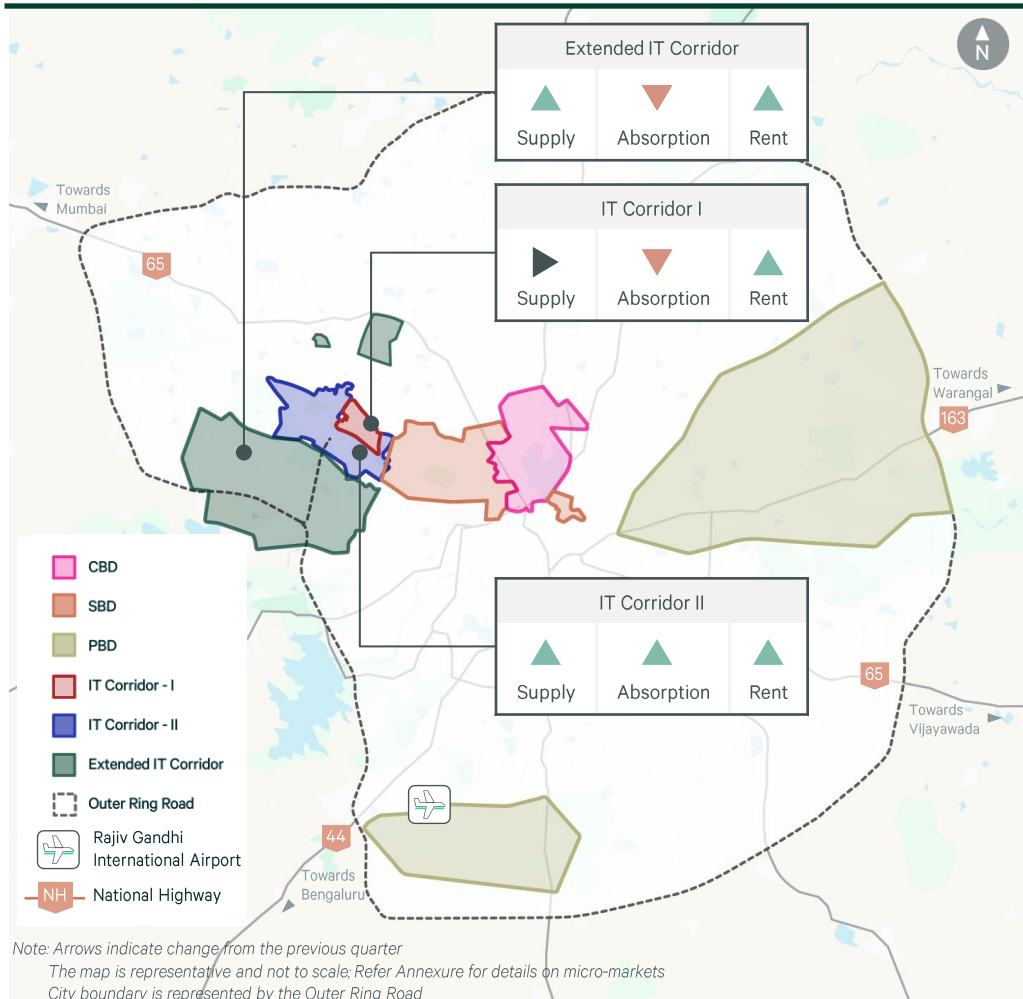 Extended IT Corridor
Supply Absorption Rent
N
Towards
Mumbai
65
IT Corridor I
Supply Absorption Rent
Towards
Warangal
163
CBD
SBD
PBD
IT Corridor - I
IT Corridor - II
Extended IT Corridor
Outer Ring Road
Rajiv Gandhi
International Airport
NH National Highway
IT Corridor II
Supply Absorption Rent
65
Towards
Vijayawada
44
Towards
Bengaluru
Note: Arrows indicate change from the previous quarter
The map is representative and not to scale; Refer Annexure for details on micro-markets
City boundary is represented by the Outer Ring Road